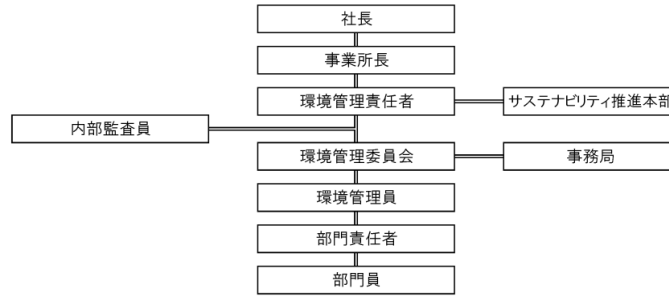 社長
事業所長
環境管理責任者
サステナビリティ推進本部
内部監査員
環境管理委員会
事務局
環境管理員
部門責任者
部門員